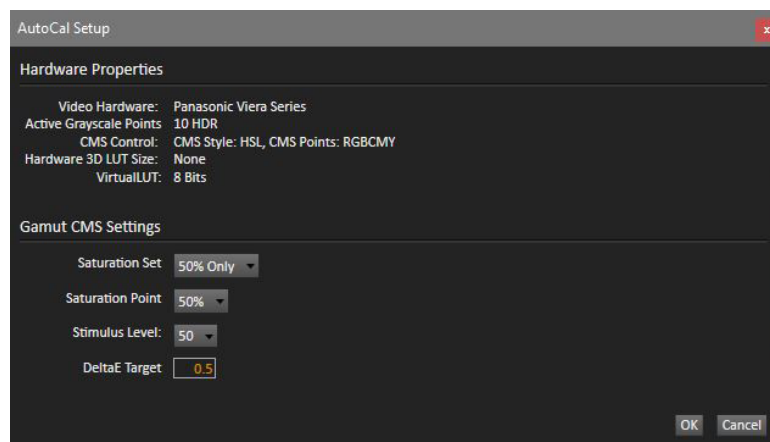 AutoCal Setup
x
Hardware Properties
Video Hardware: Panasonic Viera Series
Active Grayscale Points 10 HDR
CMS Control: CMS Style: HSL, CMS Points: RGBCMY
Hardware 3D LUT Size: None
VirtualLUT: 8 Bits
Gamut CMS Settings
Saturation Set 50% Only
Saturation Point 50%
Stimulus Level: 50
DeltaE Target 0.5
OK Cancel